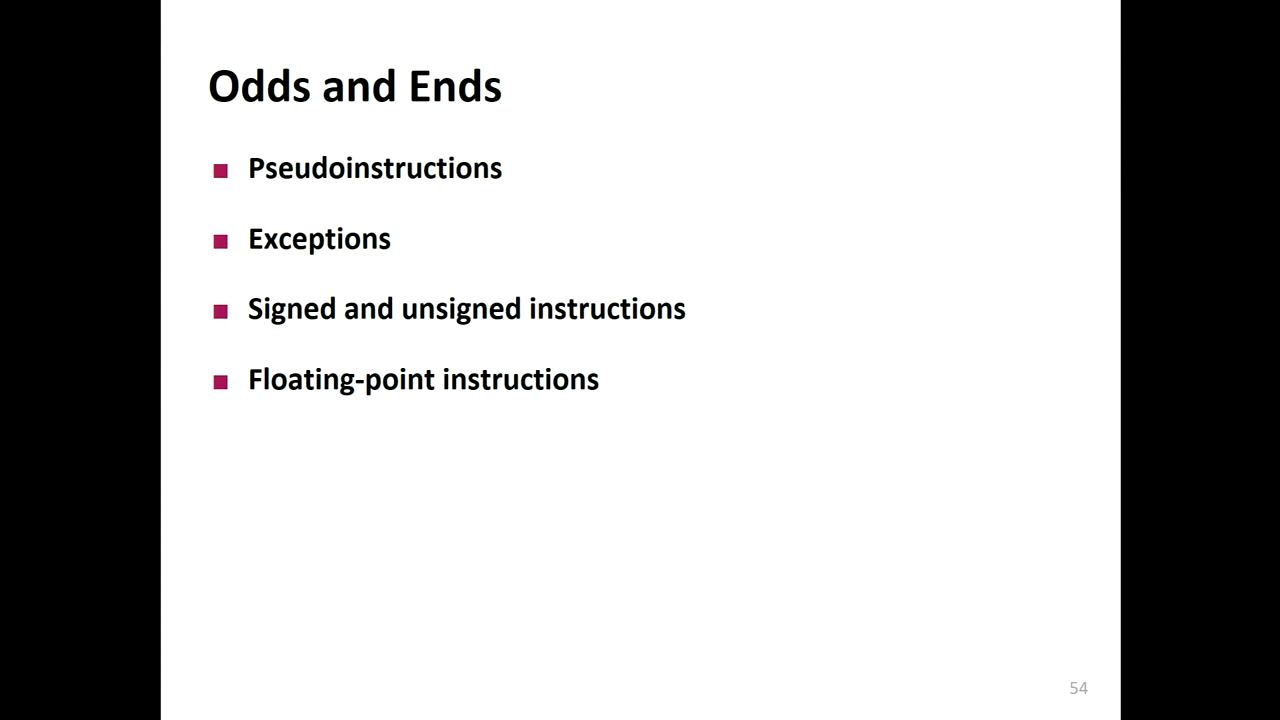 Odds and Ends
Pseudoinstructions
Exceptions
Signed and unsigned instructions
Floating-point instructions
54